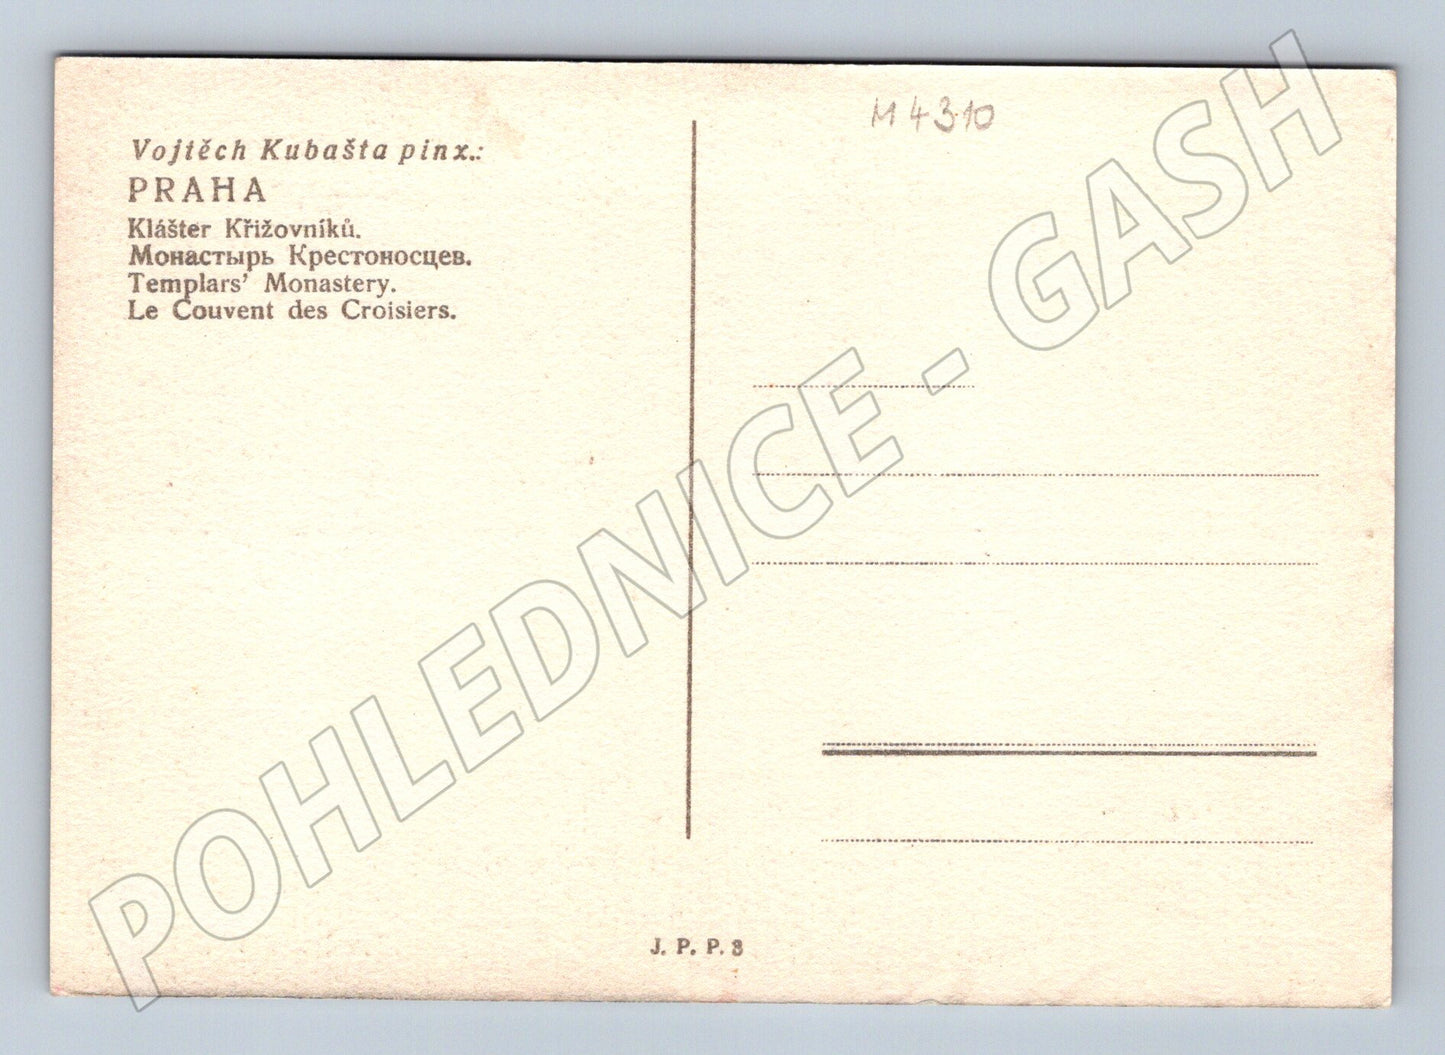 Vojtěch Kubašta pinx.:
PRAHA
Klášter Křižovníků.
Монастырь Крестоносцев.
Templars' Monastery.
Le Couvent des Croisiers.
M 4310
J. P. P. 3
POHLEDNICE - GASH